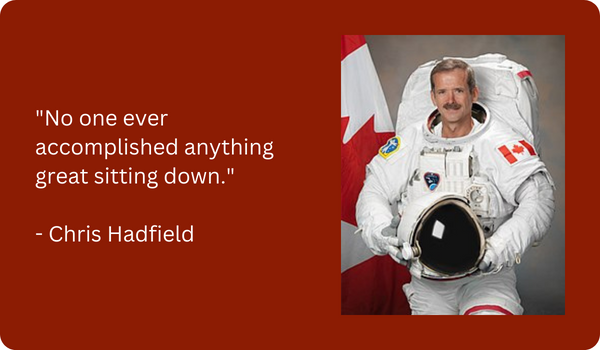 "No one ever
accomplished anything
great sitting down."
- Chris Hadfield